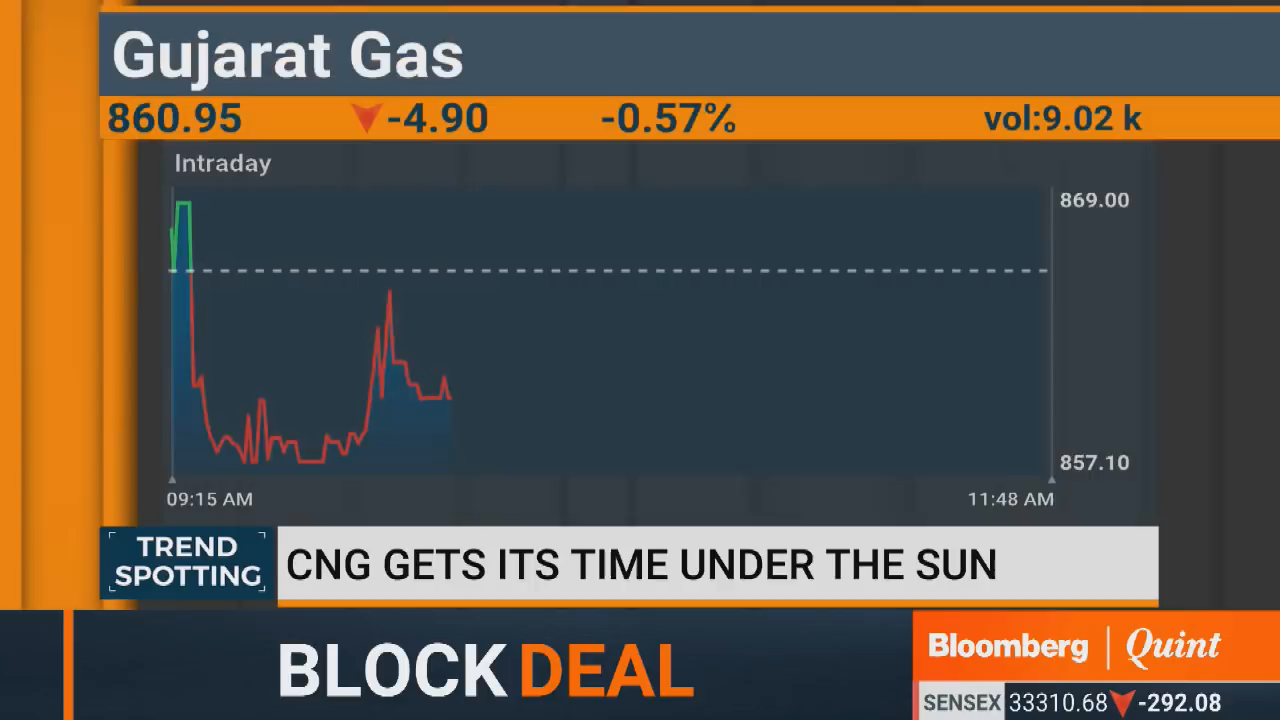 Gujarat Gas
860.95 -4.90 -0.57% vol:9.02 k
Intraday
869.00
857.10
09:15 AM 11:48 AM
TREND
SPOTTING
CNG GETS ITS TIME UNDER THE SUN
BLOCK DEAL
Bloomberg | Quint
SENSEX 33310.68 -292.08